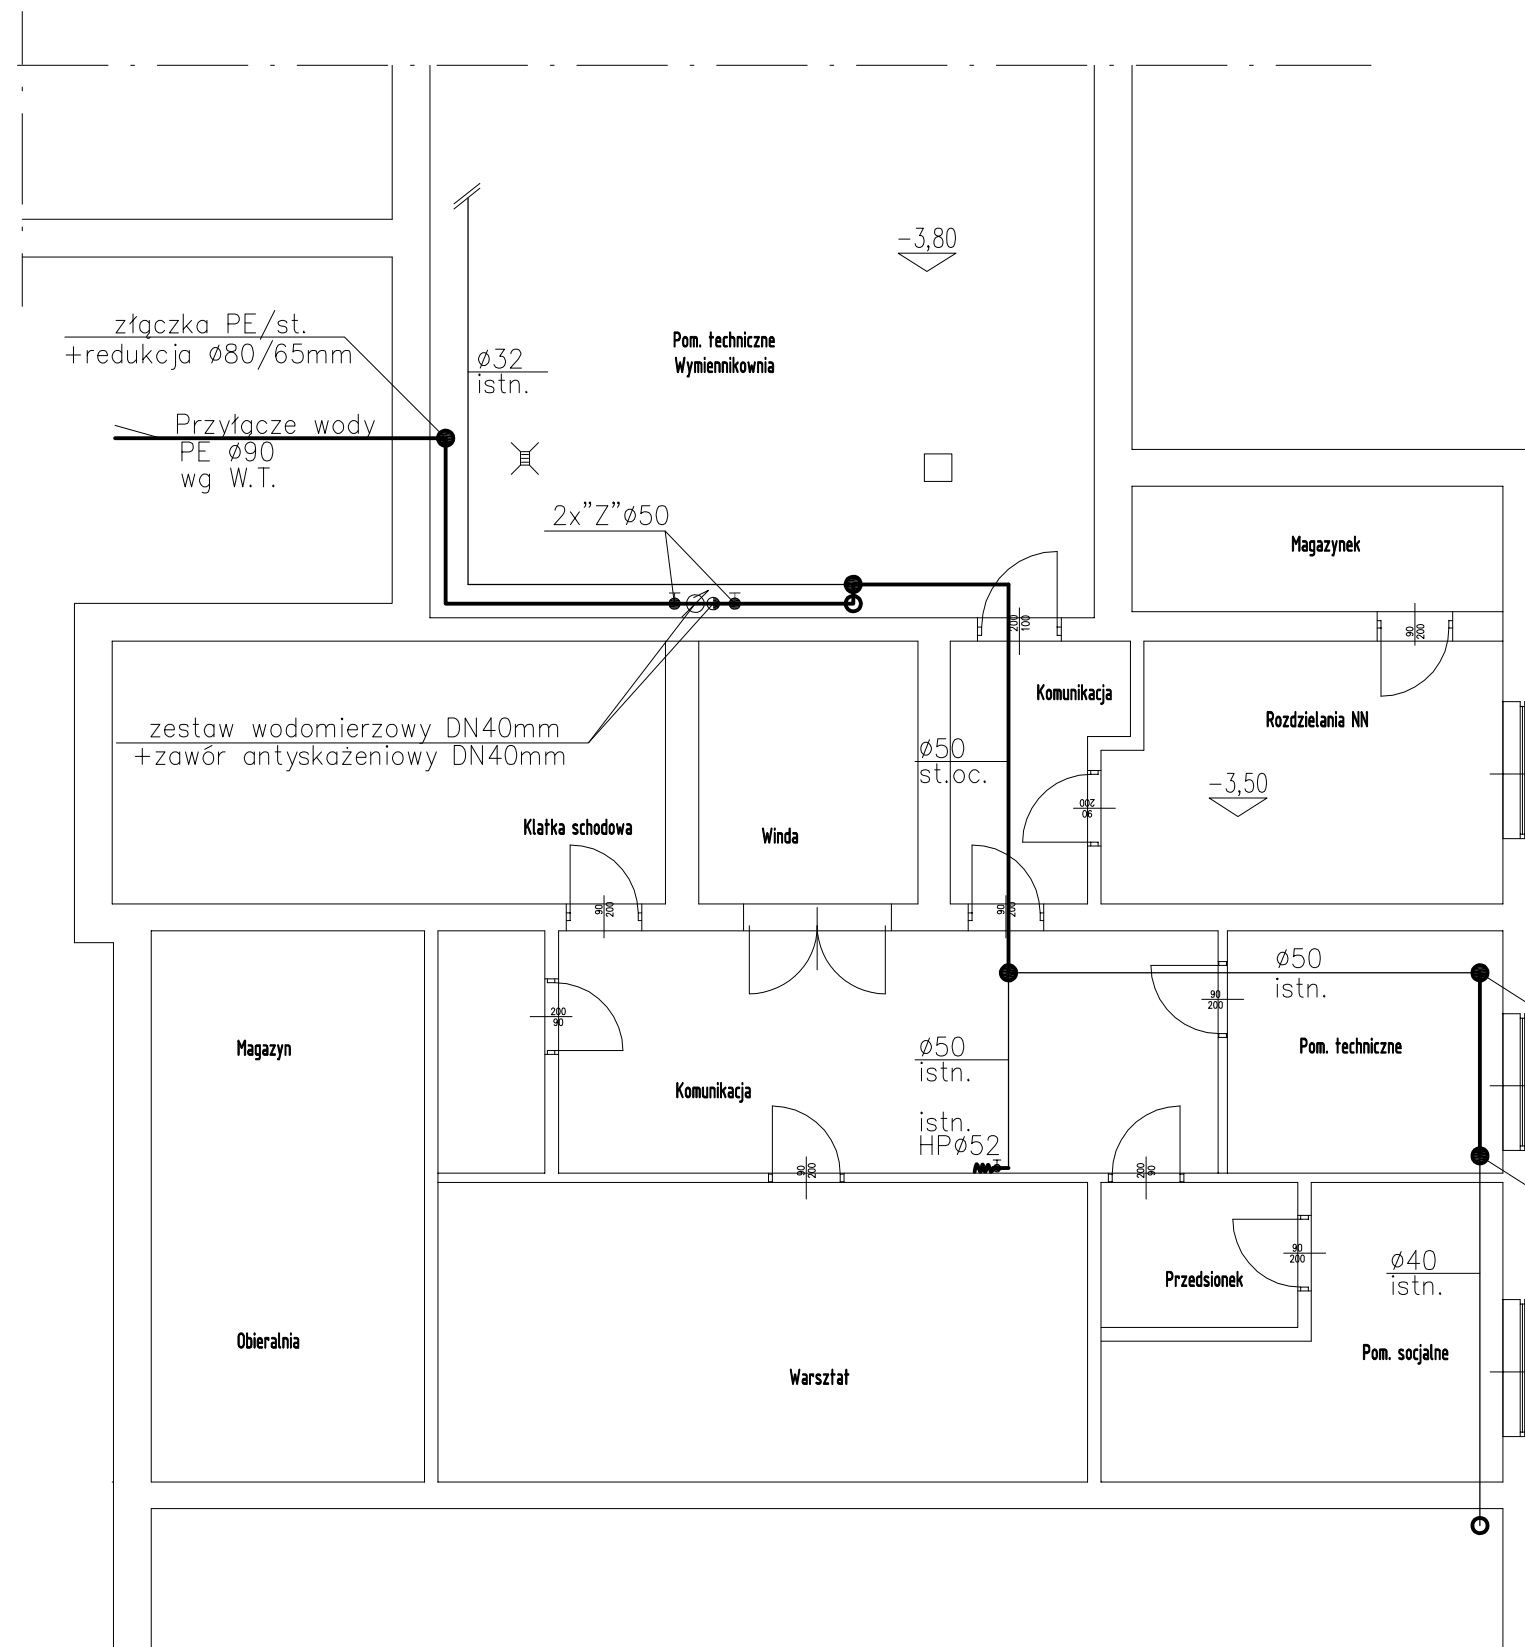 -3,80
złączka PE/st.
+redukcja ø80/65mm
Pom. techniczne
Wymiennikownia
ø32
istn.
Przyłącze wody
PE ø90
wg W.T.
2x"Z"ø50
Magazynek
200
100
90
200
Komunikacja
Rozdzielania NN
zestaw wodomierzowy DN40mm
+zawór antyskażeniowy DN40mm
ø50
st.oc.
-3,50
200
90
Klatka schodowa
Winda
90
200
90
200
ø50
istn.
90
200
200
90
Magazyn
ø50
istn.
Pom. techniczne
Komunikacja
istn.
HPø52
90
200
200
90
90
200
Przedsionek
ø40
istn.
Obieralnia
Pom. socjalne
Warsztat